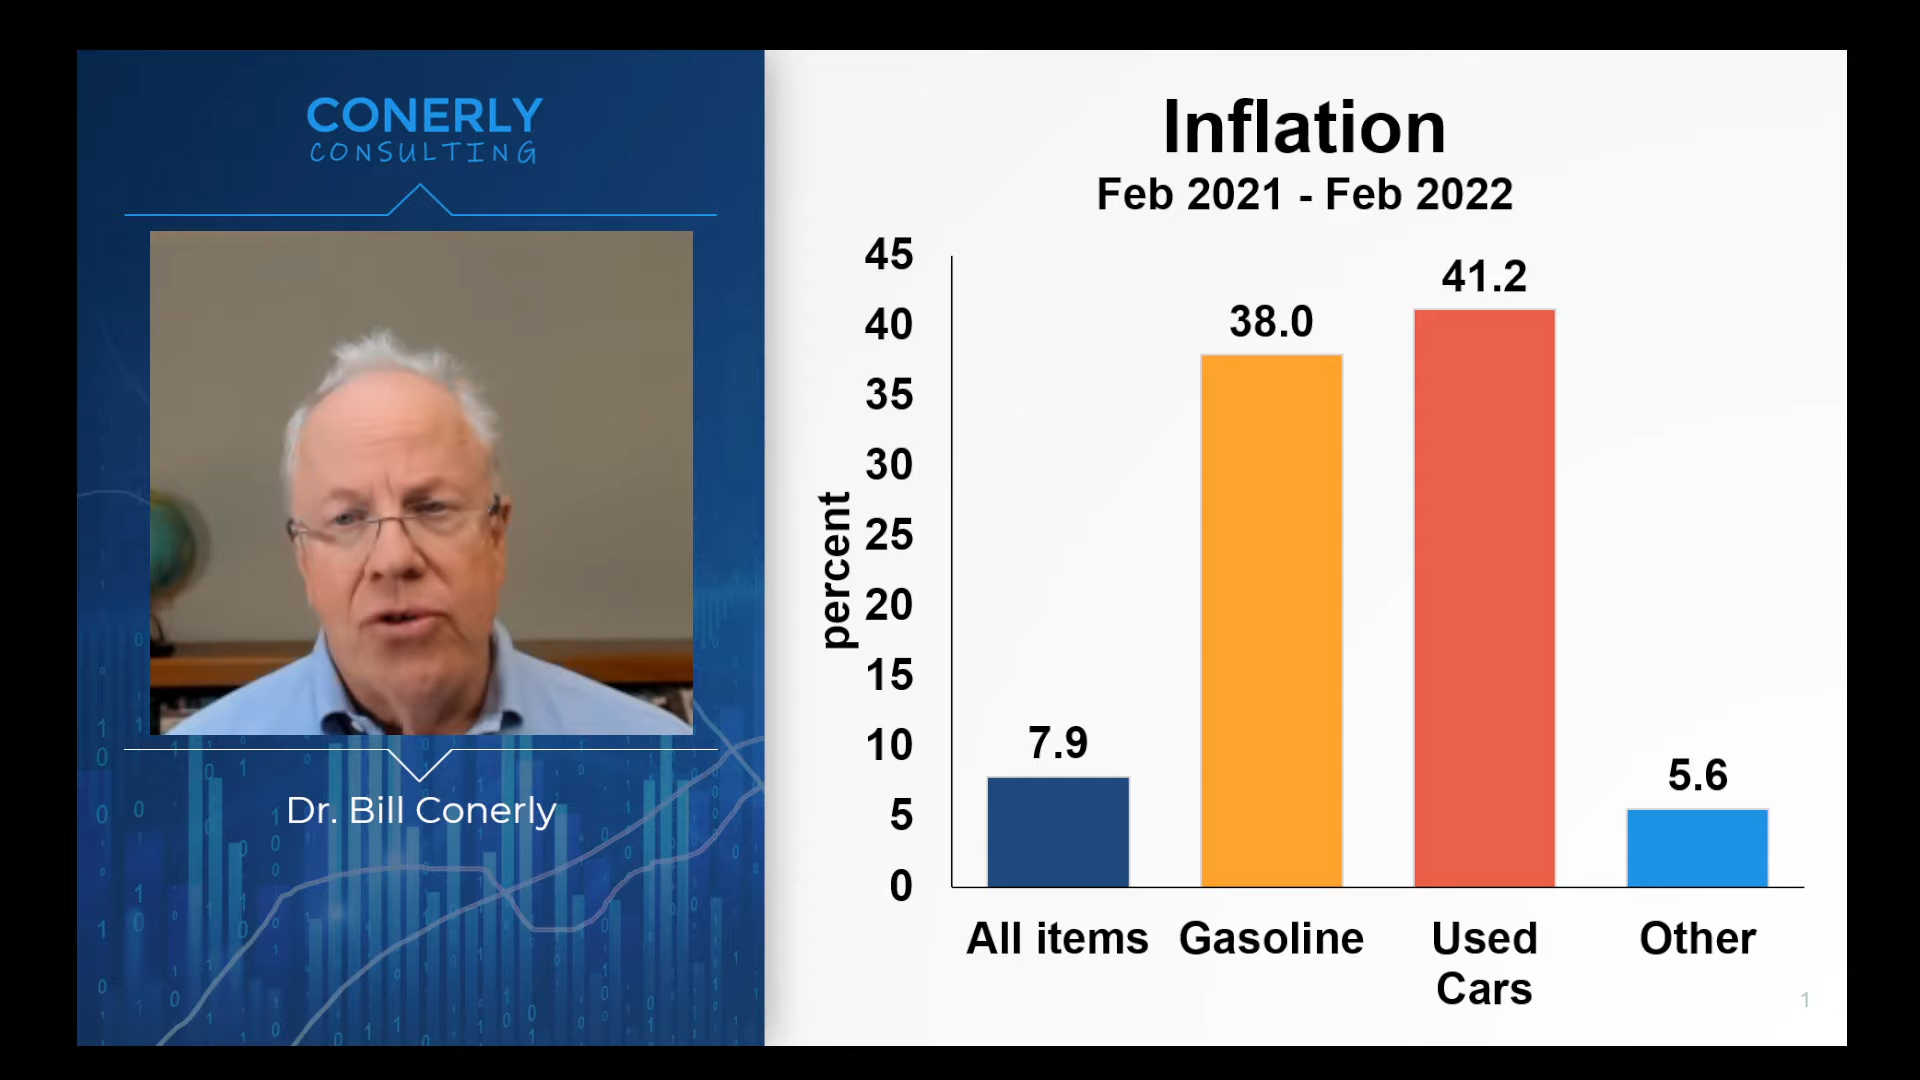 CONERLY
CONSULTING
Dr. Bill Conerly
Inflation
Feb 2021 - Feb 2022
percent
45
40
35
30
25
20
15
10
5
0
7.9
38.0
41.2
5.6
All items
Gasoline
Used
Cars
Other
1